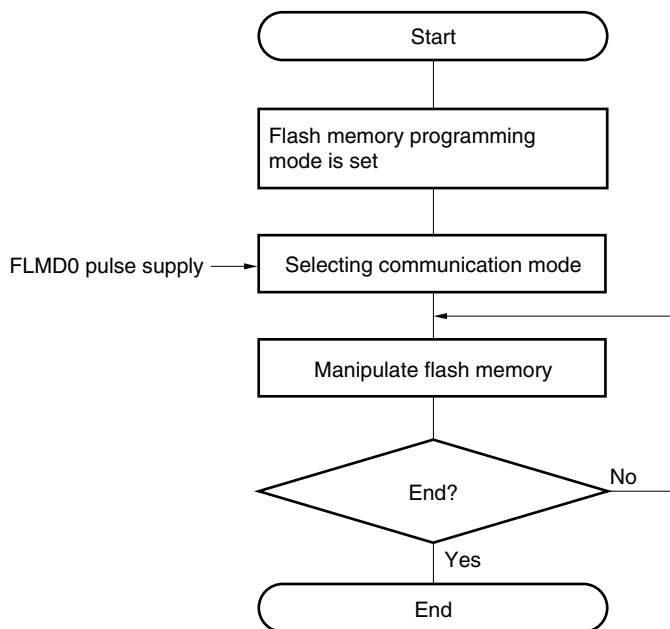 Start
Flash memory programming
mode is set
FLMD0 pulse supply
Selecting communication mode
Manipulate flash memory
End?
No
Yes
End